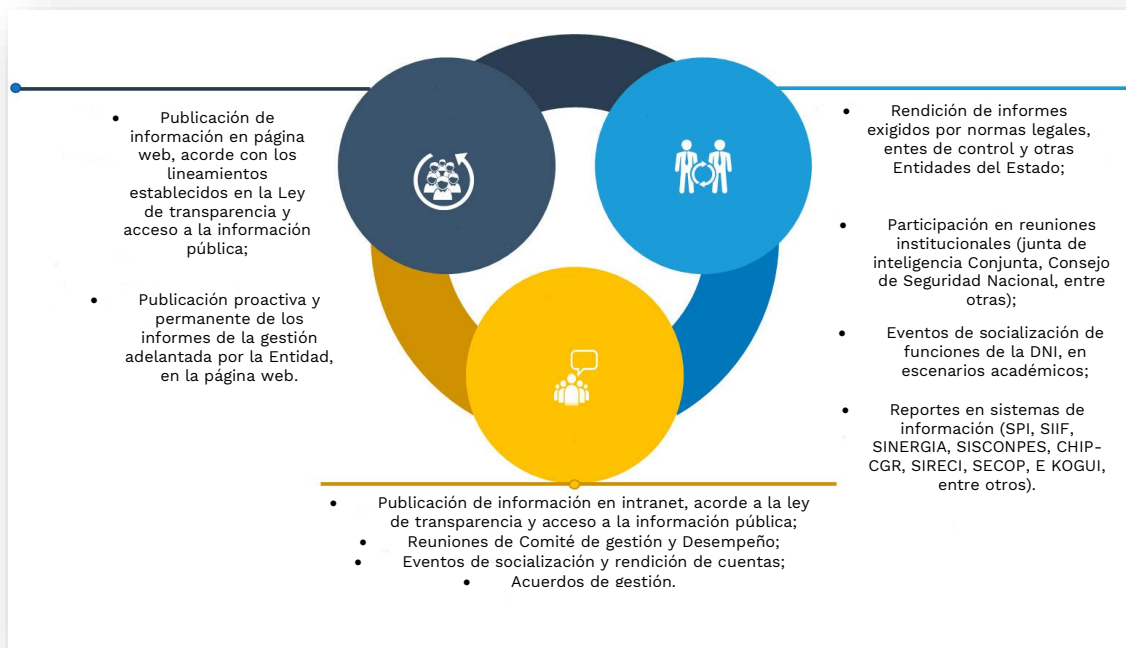 • Publicación de
información en página
web, acorde con los
lineamientos
establecidos en la Ley
de transparencia y
acceso a la información
pública;
• Publicación proactiva y
permanente de los
informes de la gestión
adelantada por la Entidad,
en la página web.
• Rendición de informes
exigidos por normas legales,
entes de control y otras
Entidades del Estado;
• Participación en reuniones
institucionales (junta de
inteligencia Conjunta, Consejo
de Seguridad Nacional, entre
otras);
• Eventos de socialización de
funciones de la DNI, en
escenarios académicos;
• Reportes en sistemas de
información (SPI, SIIF,
SINERGIA, SISCONPES, CHIP-
CGR, SIRECI, SECOP, E KOGUI,
entre otros).
• Publicación de información en intranet, acorde a la ley
de transparencia y acceso a la información pública;
• Reuniones de Comité de gestión y Desempeño;
• Eventos de socialización y rendición de cuentas;
• Acuerdos de gestión.